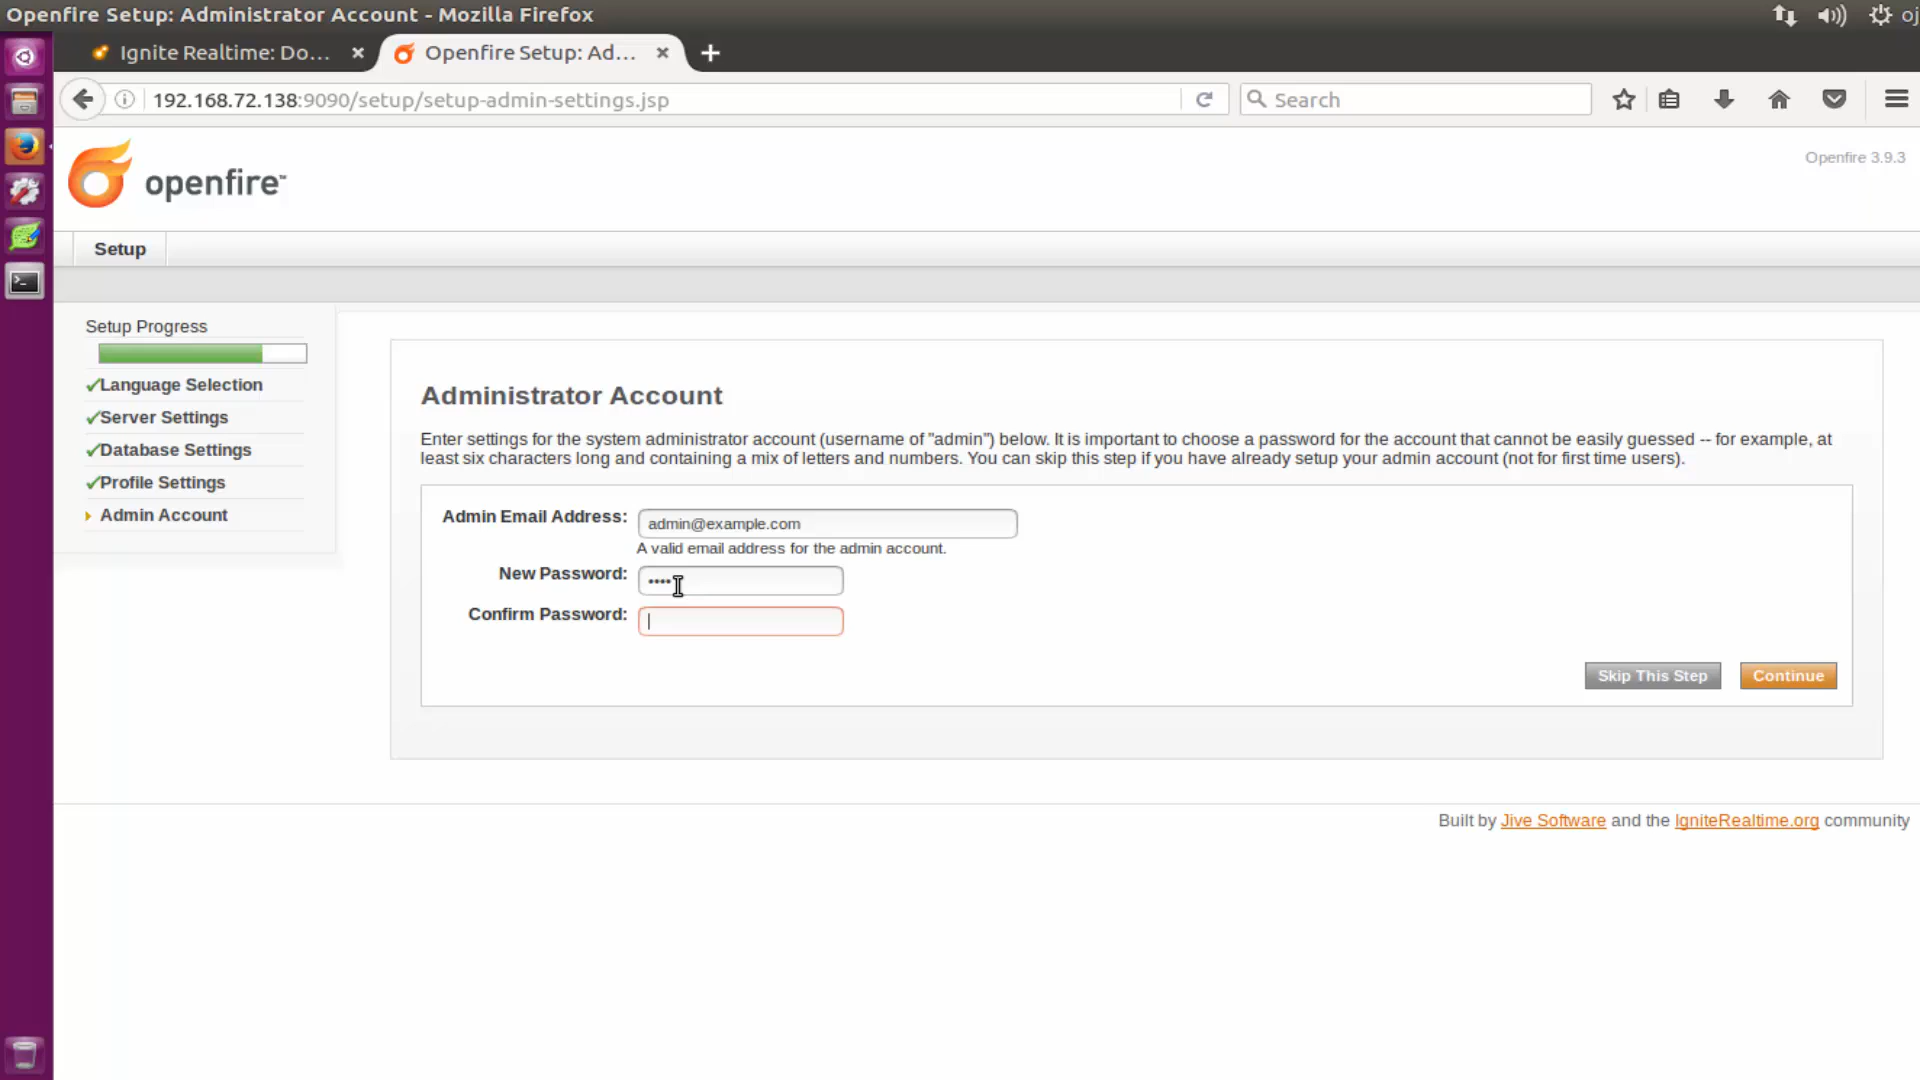 Openfire Setup: Administrator Account - Mozilla Firefox
oj
Ignite Realtime: Do...
Openfire Setup: Ad...
192.168.72.138:9090/setup/setup-admin-settings.jsp
Search
openfire™
Openfire 3.9.3
Setup
Setup Progress
Language Selection
Server Settings
Database Settings
Profile Settings
Admin Account
Administrator Account
Enter settings for the system administrator account (username of "admin") below. It is important to choose a password for the account that cannot be easily guessed -- for example, at
least six characters long and containing a mix of letters and numbers. You can skip this step if you have already setup your admin account (not for first time users).
Admin Email Address: admin@example.com
A valid email address for the admin account.
New Password: ••••
Confirm Password:
Skip This Step Continue
Built by Jive Software and the IgniteRealtime.org community